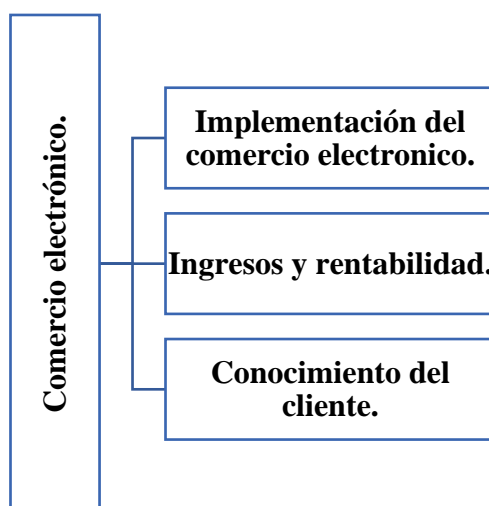 Comercio electrónico.
Implementación del
comercio electronico.
Ingresos y rentabilidad.
Conocimiento del
cliente.